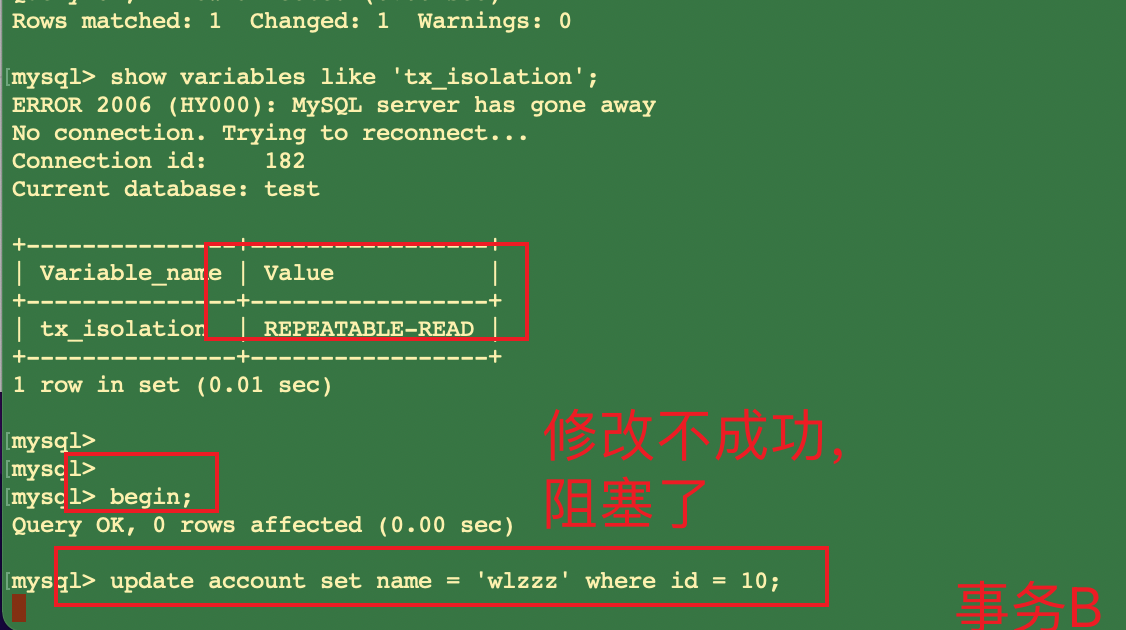 Rows matched: 1  Changed: 1  Warnings: 0
[mysql> show variables like 'tx_isolation';
ERROR 2006 (HY000): MySQL server has gone away
No connection. Trying to reconnect...
Connection id:    182
Current database: test
+---------------+-----------------+
| Variable_name | Value           |
+---------------+-----------------+
| tx_isolation  | REPEATABLE-READ |
+---------------+-----------------+
1 row in set (0.01 sec)
[mysql>
[mysql>
[mysql> begin;
Query OK, 0 rows affected (0.00 sec)
修改不成功，
阻塞了
[mysql> update account set name = 'wlzzz' where id = 10;
事务B